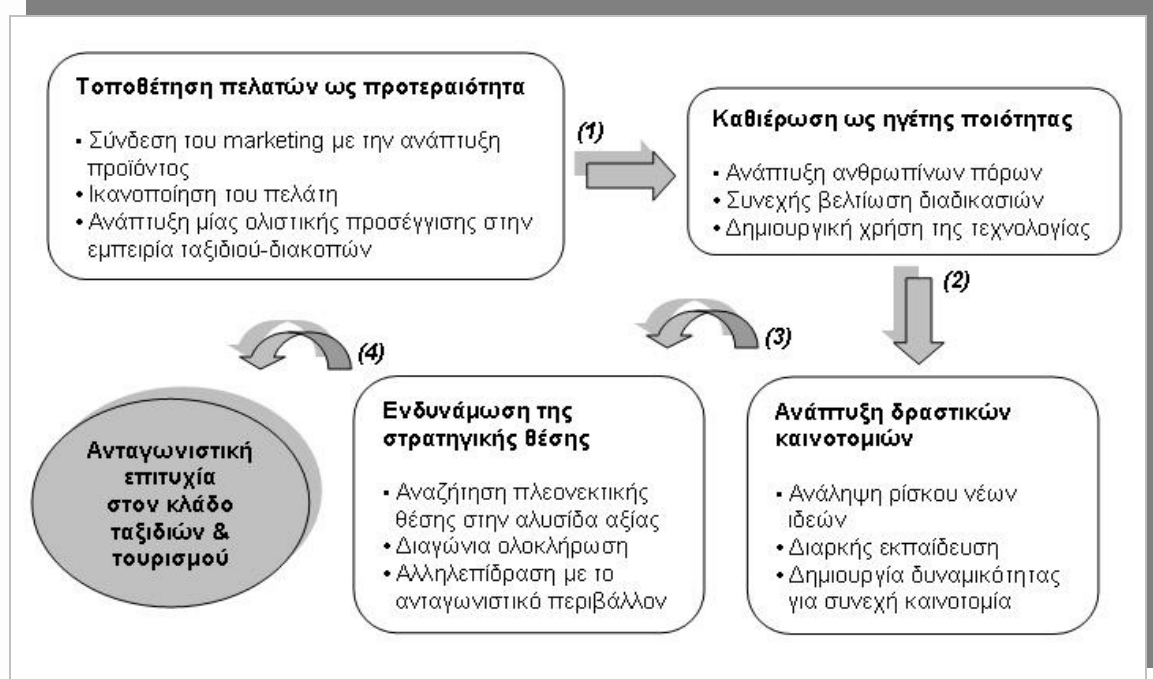 Τοποθέτηση πελατών ως προτεραιότητα
▪ Σύνδεση του marketing με την ανάπτυξη
προϊόντος
• Ικανοποίηση του πελάτη
• Ανάπτυξη μίας ολιστικής προσέγγισης στην
εμπειρία ταξιδιού-διακοπών
(1)
Καθιέρωση ως ηγέτης ποιότητας
▪ Ανάπτυξη ανθρωπίνων πόρων
• Συνεχής βελτίωση διαδικασιών
• Δημιουργική χρήση της τεχνολογίας
(2)
Ανάπτυξη δραστικών
καινοτομιών
▪ Ανάληψη ρίσκου νέων
ιδεών
• Διαρκής εκπαίδευση
• Δημιουργία δυναμικότητας
για συνεχή καινοτομία
(3)
Ενδυνάμωση της
στρατηγικής θέσης
▪ Αναζήτηση πλεονεκτικής
θέσης στην αλυσίδα αξίας
• Διαγώνια ολοκλήρωση
• Αλληλεπίδραση με το
ανταγωνιστικό περιβάλλον
(4)
Ανταγωνιστική
επιτυχία
στον κλάδο
ταξιδιών &
τουρισμού